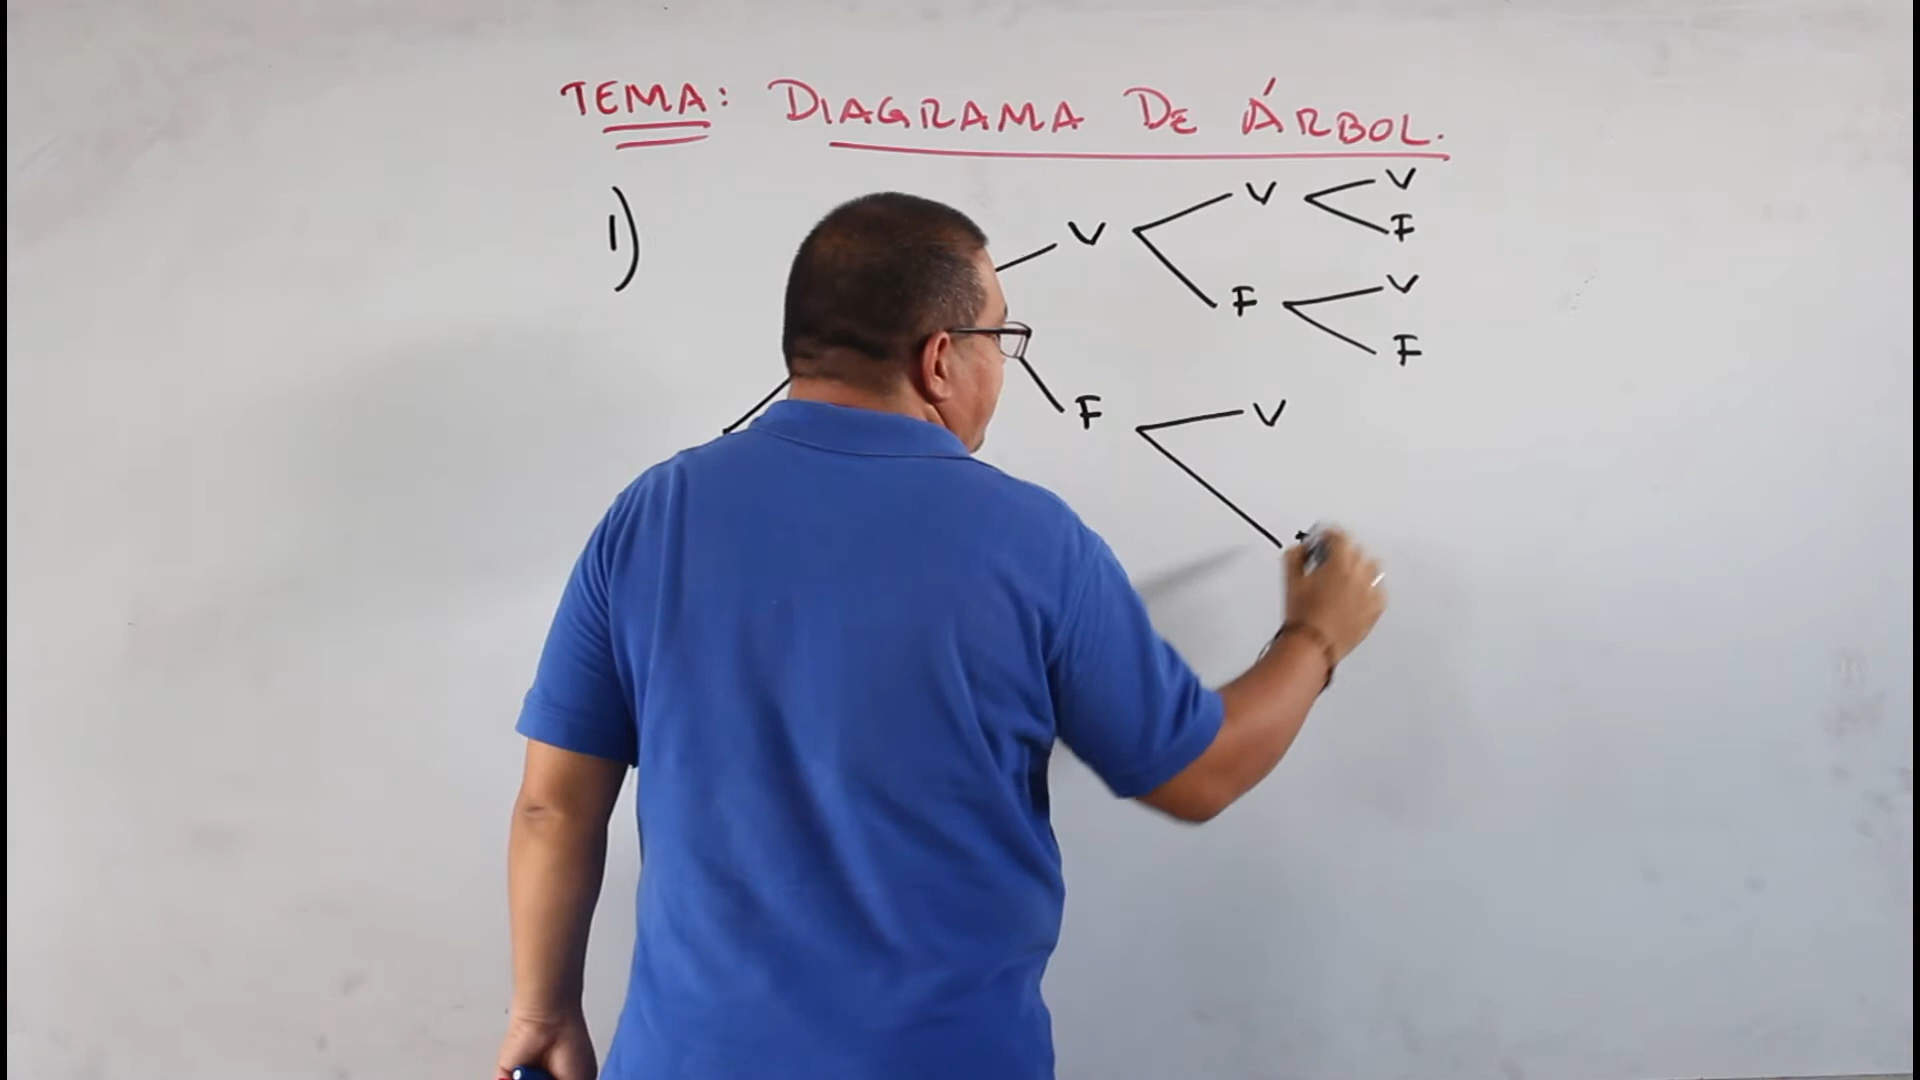 TEMA: DIAGRAMA DE ÁRBOL.
1)
V V V
F
F V
F
F V